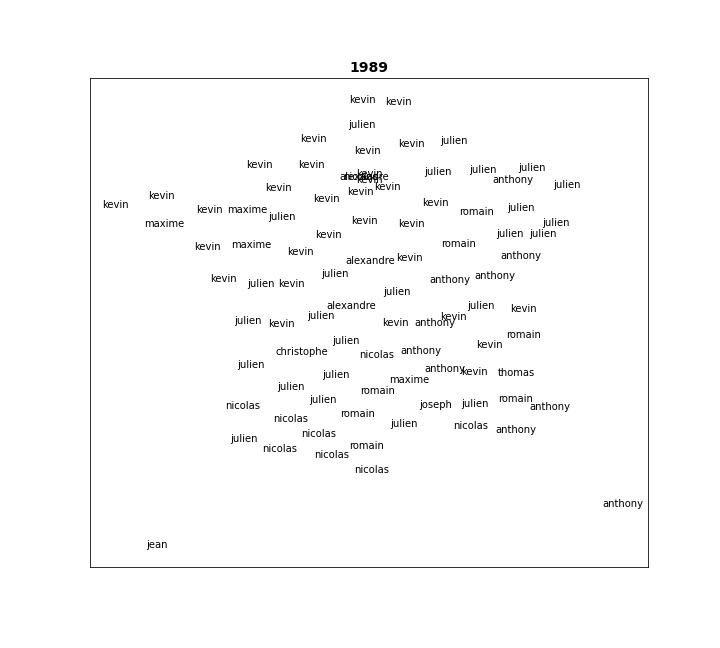 1989
kevin kevin
julien
kevin kevin julien
kevin
kevin kevin julien julien julien
kevin
alexandre
kevin anthony julien
kevin kevin kevin
kevin kevin kevin
kevin kevin maxime julien kevin romain julien
maxime kevin kevin julien
kevin julien julien
kevin maxime kevin romain
alexandre kevin anthony
kevin julien kevin julien anthony anthony
julien
alexandre julien kevin
julien kevin julien kevin anthony kevin
julien romain
christophe nicolas anthony kevin
julien anthony kevin thomas
julien maxime
julien romain
nicolas julien joseph julien romain anthony
nicolas romain julien nicolas anthony
julien nicolas
nicolas nicolas romain
nicolas
anthony
jean